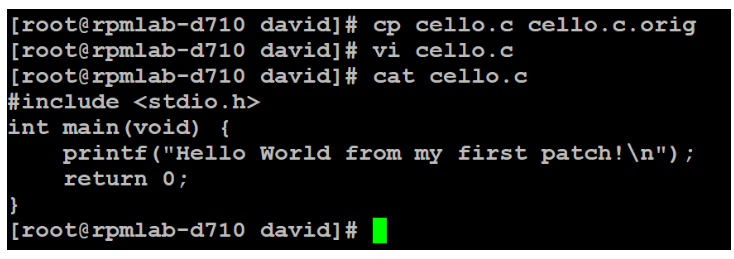 [root@rpmlab-d710 david]# cp cello.c cello.c.orig
[root@rpmlab-d710 david]# vi cello.c
[root@rpmlab-d710 david]# cat cello.c
#include <stdio.h>
int main(void) {
    printf("Hello World from my first patch!\n");
    return 0;
}
[root@rpmlab-d710 david]#